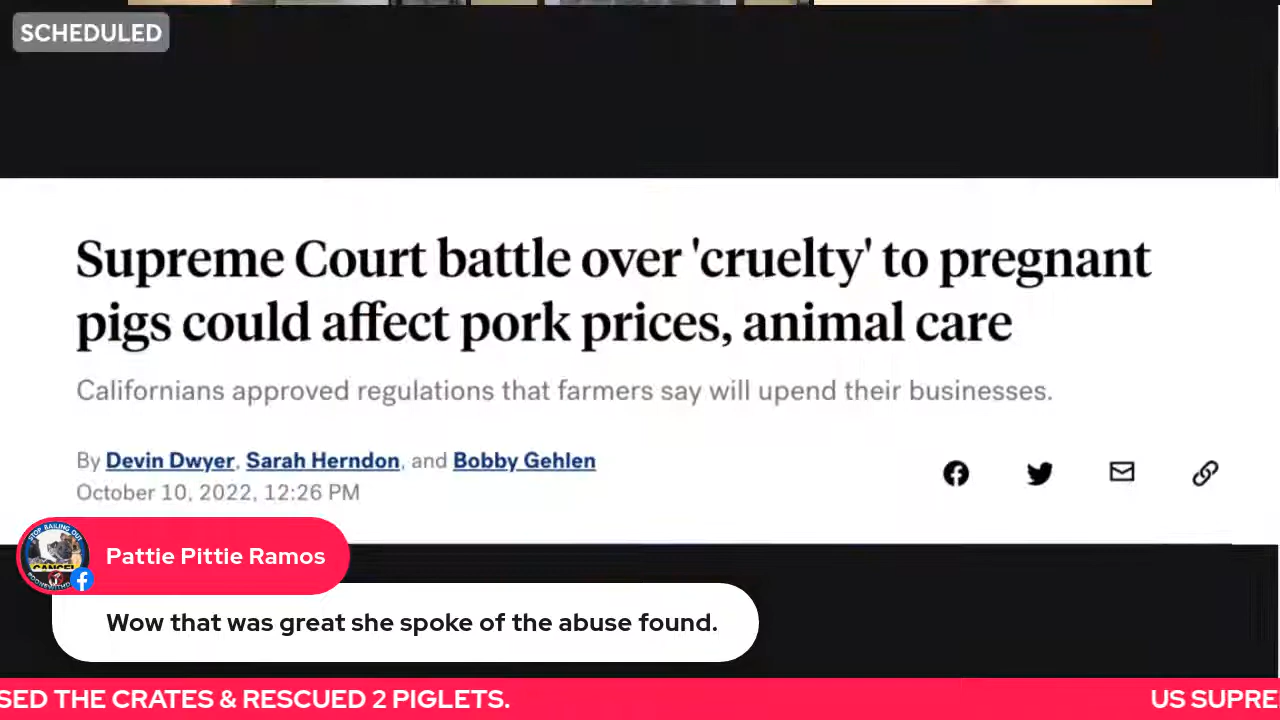 SCHEDULED
Supreme Court battle over 'cruelty' to pregnant
pigs could affect pork prices, animal care
Californians approved regulations that farmers say will upend their businesses.
By Devin Dwyer, Sarah Herndon, and Bobby Gehlen
October 10, 2022, 12:26 PM
STOP BAILING OUT
Pattie Pittie Ramos
Wow that was great she spoke of the abuse found.
SED THE CRATES & RESCUED 2 PIGLETS. US SUPRE